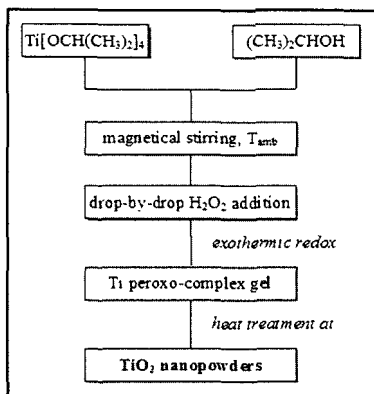 Ti[OCH(CH₃)₂]₄ (CH₃)₂CHOH
magnetical stirring, Tamb
drop-by-drop H₂O₂ addition
exothermic redox
Ti peroxo-complex gel
heat treatment at
TiO₂ nanopowders